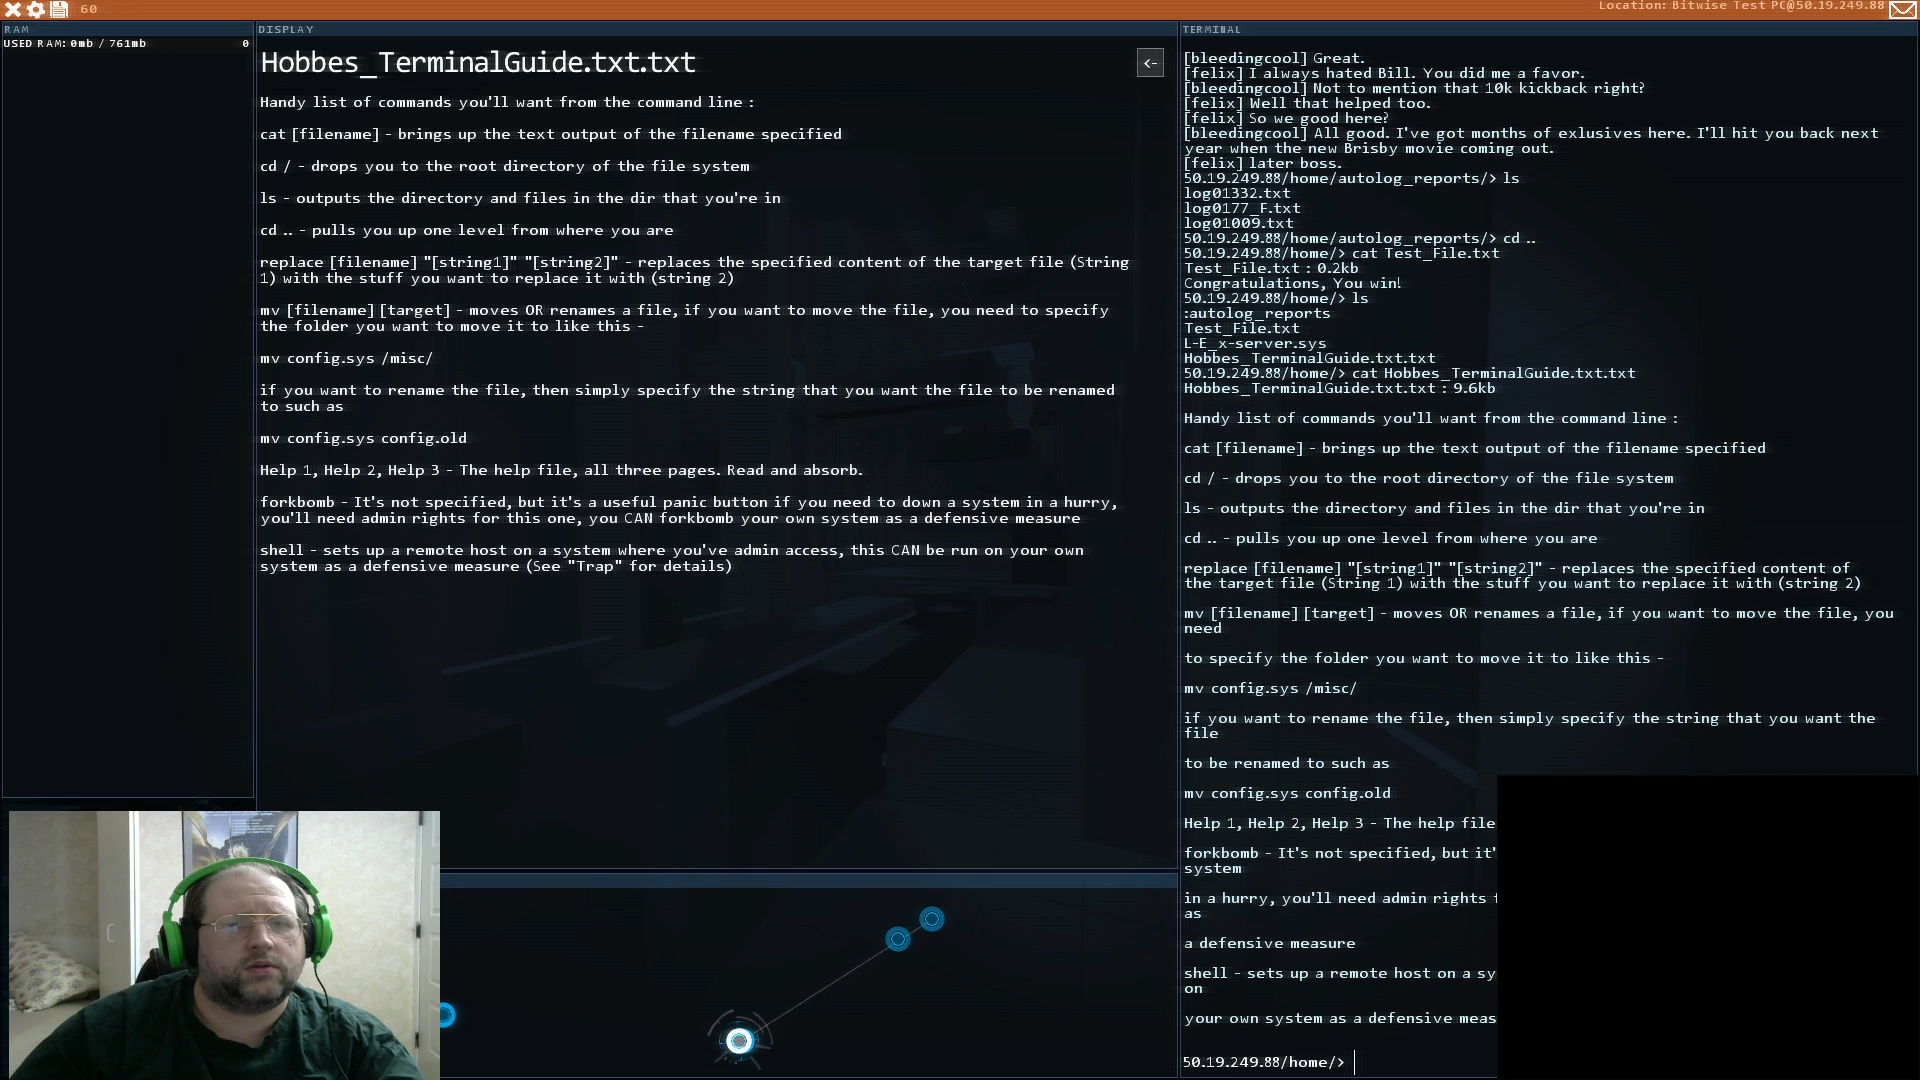 60
Location: Bitwise Test PC@50.19.249.88
RAM
USED RAM: 0mb / 761mb
0
DISPLAY
Hobbes_TerminalGuide.txt.txt
<-
Handy list of commands you'll want from the command line :
cat [filename] - brings up the text output of the filename specified
cd / - drops you to the root directory of the file system
ls - outputs the directory and files in the dir that you're in
cd .. - pulls you up one level from where you are
replace [filename] "[string1]" "[string2]" - replaces the specified content of the target file (String
1) with the stuff you want to replace it with (string 2)
mv [filename] [target] - moves OR renames a file, if you want to move the file, you need to specify
the folder you want to move it to like this -
mv config.sys /misc/
if you want to rename the file, then simply specify the string that you want the file to be renamed
to such as
mv config.sys config.old
Help 1, Help 2, Help 3 - The help file, all three pages. Read and absorb.
forkbomb - It's not specified, but it's a useful panic button if you need to down a system in a hurry,
you'll need admin rights for this one, you CAN forkbomb your own system as a defensive measure
shell - sets up a remote host on a system where you've admin access, this CAN be run on your own
system as a defensive measure (See "Trap" for details)
TERMINAL
[bleedingcool] Great.
[felix] I always hated Bill. You did me a favor.
[bleedingcool] Not to mention that 10k kickback right?
[felix] Well that helped too.
[felix] So we good here?
[bleedingcool] All good. I've got months of exlusives here. I'll hit you back next
year when the new Brisby movie coming out.
[felix] later boss.
50.19.249.88/home/autolog_reports/> ls
log01332.txt
log0177_F.txt
log01009.txt
50.19.249.88/home/autolog_reports/> cd ..
50.19.249.88/home/> cat Test_File.txt
Test_File.txt : 0.2kb
Congratulations, You win!
50.19.249.88/home/> ls
:autolog_reports
Test_File.txt
L-E_x-server.sys
Hobbes_TerminalGuide.txt.txt
50.19.249.88/home/> cat Hobbes_TerminalGuide.txt.txt
Hobbes_TerminalGuide.txt.txt : 9.6kb
Handy list of commands you'll want from the command line :
cat [filename] - brings up the text output of the filename specified
cd / - drops you to the root directory of the file system
ls - outputs the directory and files in the dir that you're in
cd .. - pulls you up one level from where you are
replace [filename] "[string1]" "[string2]" - replaces the specified content of
the target file (String 1) with the stuff you want to replace it with (string 2)
mv [filename] [target] - moves OR renames a file, if you want to move the file, you
need
to specify the folder you want to move it to like this -
mv config.sys /misc/
if you want to rename the file, then simply specify the string that you want the
file
to be renamed to such as
mv config.sys config.old
Help 1, Help 2, Help 3 - The help file
forkbomb - It's not specified, but it'
system
in a hurry, you'll need admin rights
as
a defensive measure
shell - sets up a remote host on a sy
on
your own system as a defensive meas
50.19.249.88/home/>